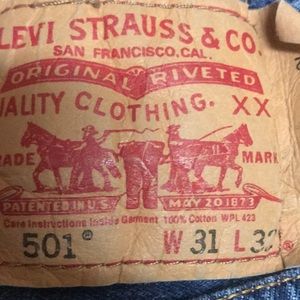 LEVI STRAUSS & CO.
SAN FRANCISCO, CAL.
ORIGINAL RIVETED
UALITY CLOTHING. XX
RADE MARK
PATENTED IN U.S. MAY 20 1873
Care Instructions Inside Garment 100% Cotton WPL 423
501® W 31 L 32